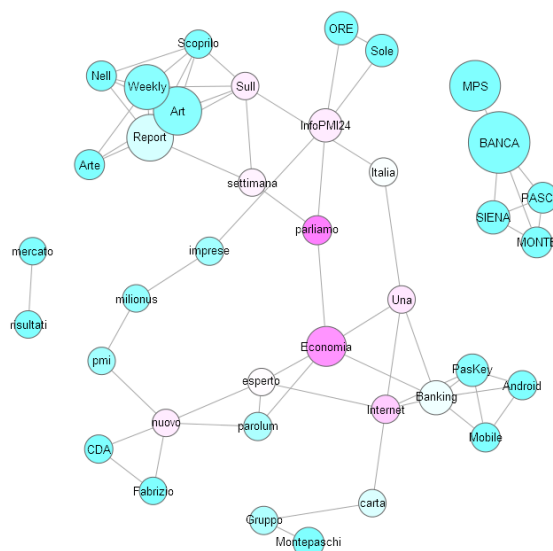 ORE
Scoprilo
Sole
Nell
Weekly
Sull
MPS
Art
InfoPMI24
Report
BANCA
Arte
settimana
Italia
PASC
SIENA
parliamo
MONTE
mercato
imprese
milionus
Una
risultati
Economia
pmi
PasKey
esperto
Banking
Android
Internet
nuovo
parolum
Mobile
CDA
Fabrizio
carta
Gruppo
Montepaschi